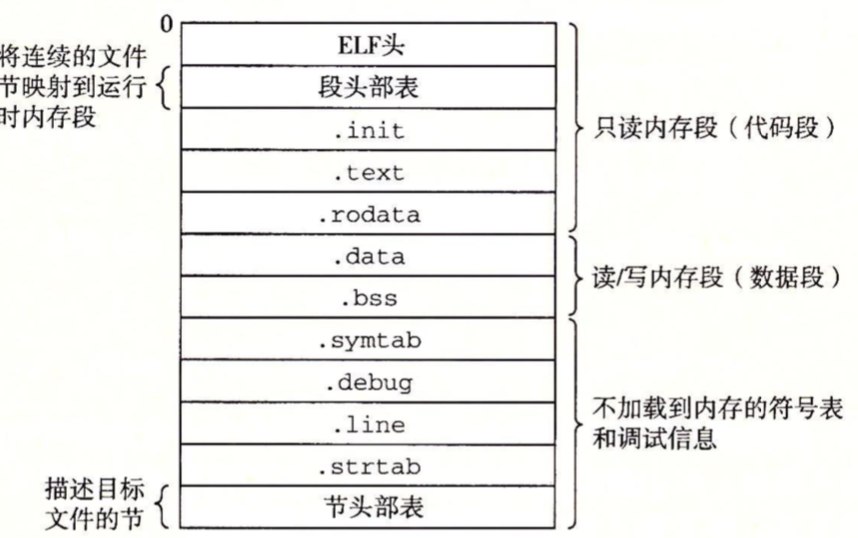 0
ELF头
将连续的文件
节映射到运行
时内存段
段头部表
.init
.text
.rodata
只读内存段（代码段）
.data
.bss
读/写内存段（数据段）
.symtab
.debug
.line
.strtab
不加载到内存的符号表
和调试信息
描述目标
文件的节
节头部表